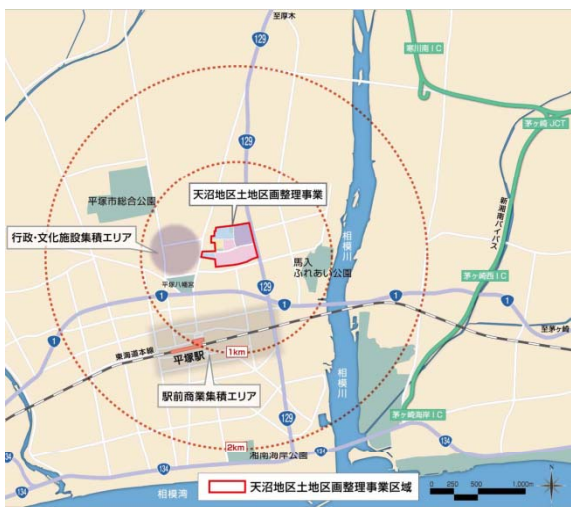 至厚木
129
寒川南IC
129
茅ヶ崎JCT
平塚市総合公園
天沼地区土地区画整理事業
行政・文化施設集積エリア
新湘南バイパス
相模川
馬入
ふれあい公園
平塚八幡宮
茅ヶ崎西IC
129
1
1
1
1
至茅ヶ崎
東海道本線
平塚駅
1km
駅前商業集積エリア
相模川
茅ヶ崎海岸IC
2km
湘南海岸公園
134
134
134
134
相模湾
天沼地区土地区画整理事業区域
0 250 500 1,000m
N